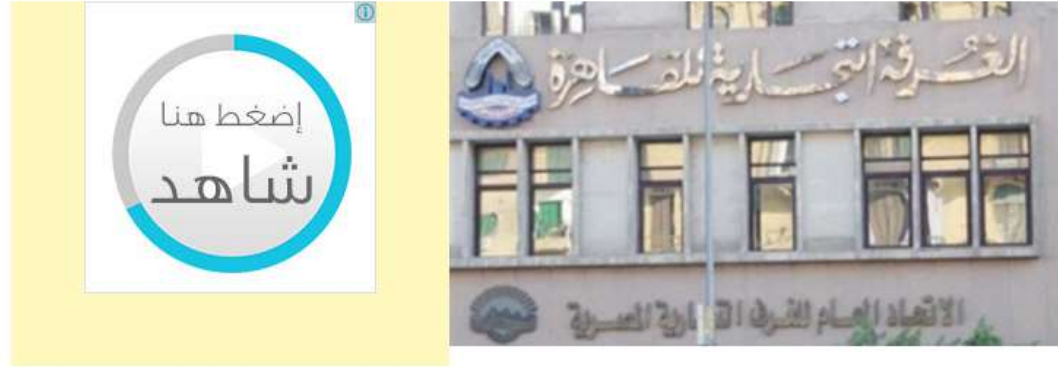 إضغط هنا
شاهد
الغرفة التجارية للقاهرة
الاتحاد العام للغرف التجارية المصرية